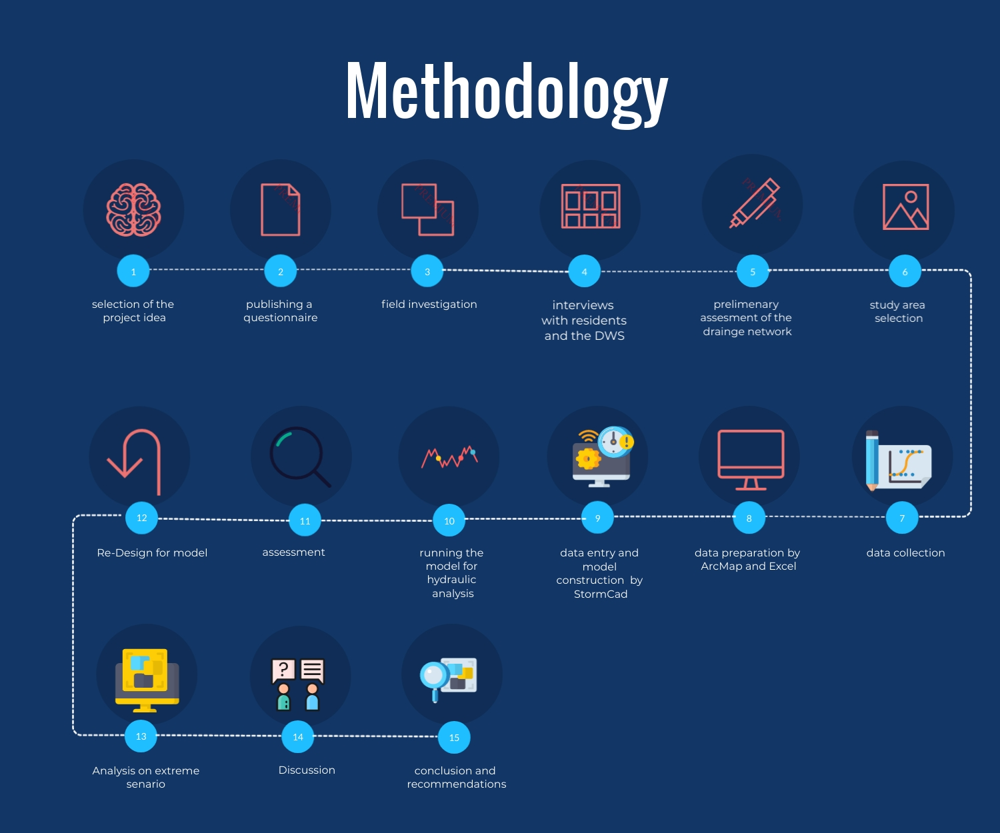 Methodology
1
2
3
4
5
6
selection of the
project idea
publishing a
questionnaire
field investigation
interviews
with residents
and the DWS
prelimenary
assesment of the
drainge network
study area
selection
12
11
10
9
8
7
Re-Design for model
assessment
running the
model for
hydraulic
analysis
data entry and
model
construction  by
StormCad
data preparation by
ArcMap and Excel
data collection
?
13
14
15
Analysis on extreme
senario
Discussion
conclusion and
recommendations